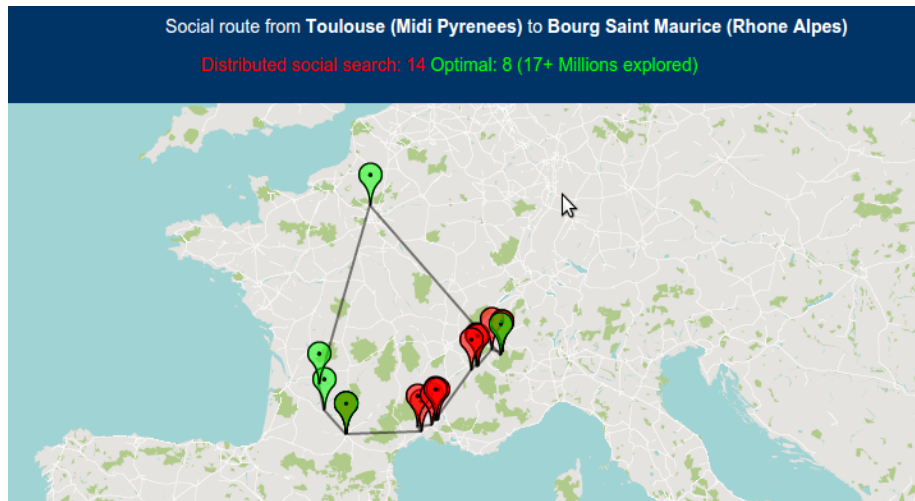 Social route from Toulouse (Midi Pyrenees) to Bourg Saint Maurice (Rhone Alpes)
Distributed social search: 14 Optimal: 8 (17+ Millions explored)